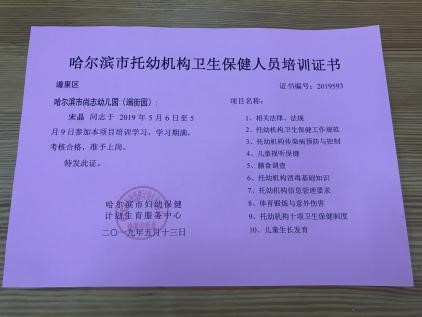 哈尔滨市托幼机构卫生保健人员培训证书
道里区
证书编号：2019593
哈尔滨市尚志幼儿园（端街园）：
宋晶 同志于 2019 年 5 月 6 日至 5
月 9 日参加本项目培训学习，学习期满。
考核合格，准予上岗。
特发此证。
哈尔滨市妇幼保健
计划生育服务中心
二〇一九年五月十三日
项目名称：
1、相关法律、法规
2、托幼机构卫生保健工作规范
3、托幼机构传染病预防与控制
4、儿童视听保健
5、膳食调查
6、托幼机构消毒基础知识
7、托幼机构信息管理要求
8、体育锻炼与意外伤害
9、托幼机构十项卫生保健制度
10、儿童生长发育